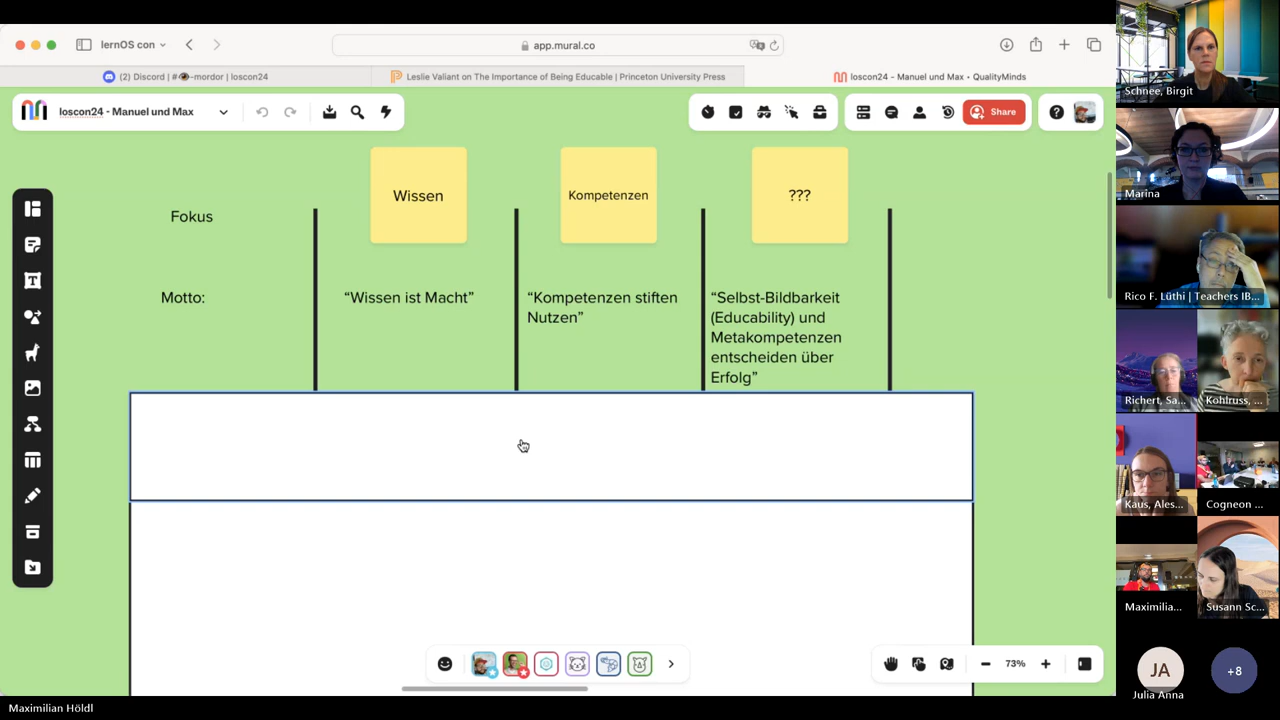 lernOS con
app.mural.co
(2) Discord | #👁-mordor | loscon24
Leslie Valiant on The Importance of Being Educable | Princeton University Press
loscon24 - Manuel und Max • QualityMinds
loscon24 - Manuel und Max
Share
Fokus
Wissen
Kompetenzen
???
Motto:
“Wissen ist Macht”
“Kompetenzen stiften
Nutzen”
“Selbst-Bildbarkeit
(Educability) und
Metakompetenzen
entscheiden über
Erfolg”
73%
Schnee, Birgit
Marina
Rico F. Lüthi | Teachers IB...
Richert, Sa...
Kohlruss, ...
Kaus, Ales...
Cogneon ...
Maximilia...
Susann Sc...
JA
Julia Anna
+8
Maximilian Höldl